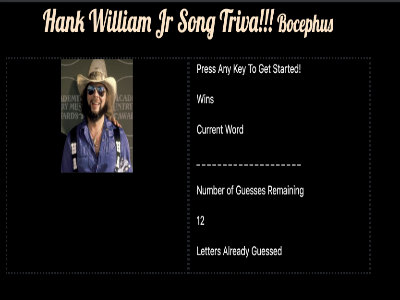 Hank William Jr Song Triva!!! Bocephus
Press Any Key To Get Started!
Wins
Current Word
_ _ _ _ _ _ _ _ _ _ _ _ _ _ _ _ _ _ _ _
Number of Guesses Remaining
12
Letters Already Guessed